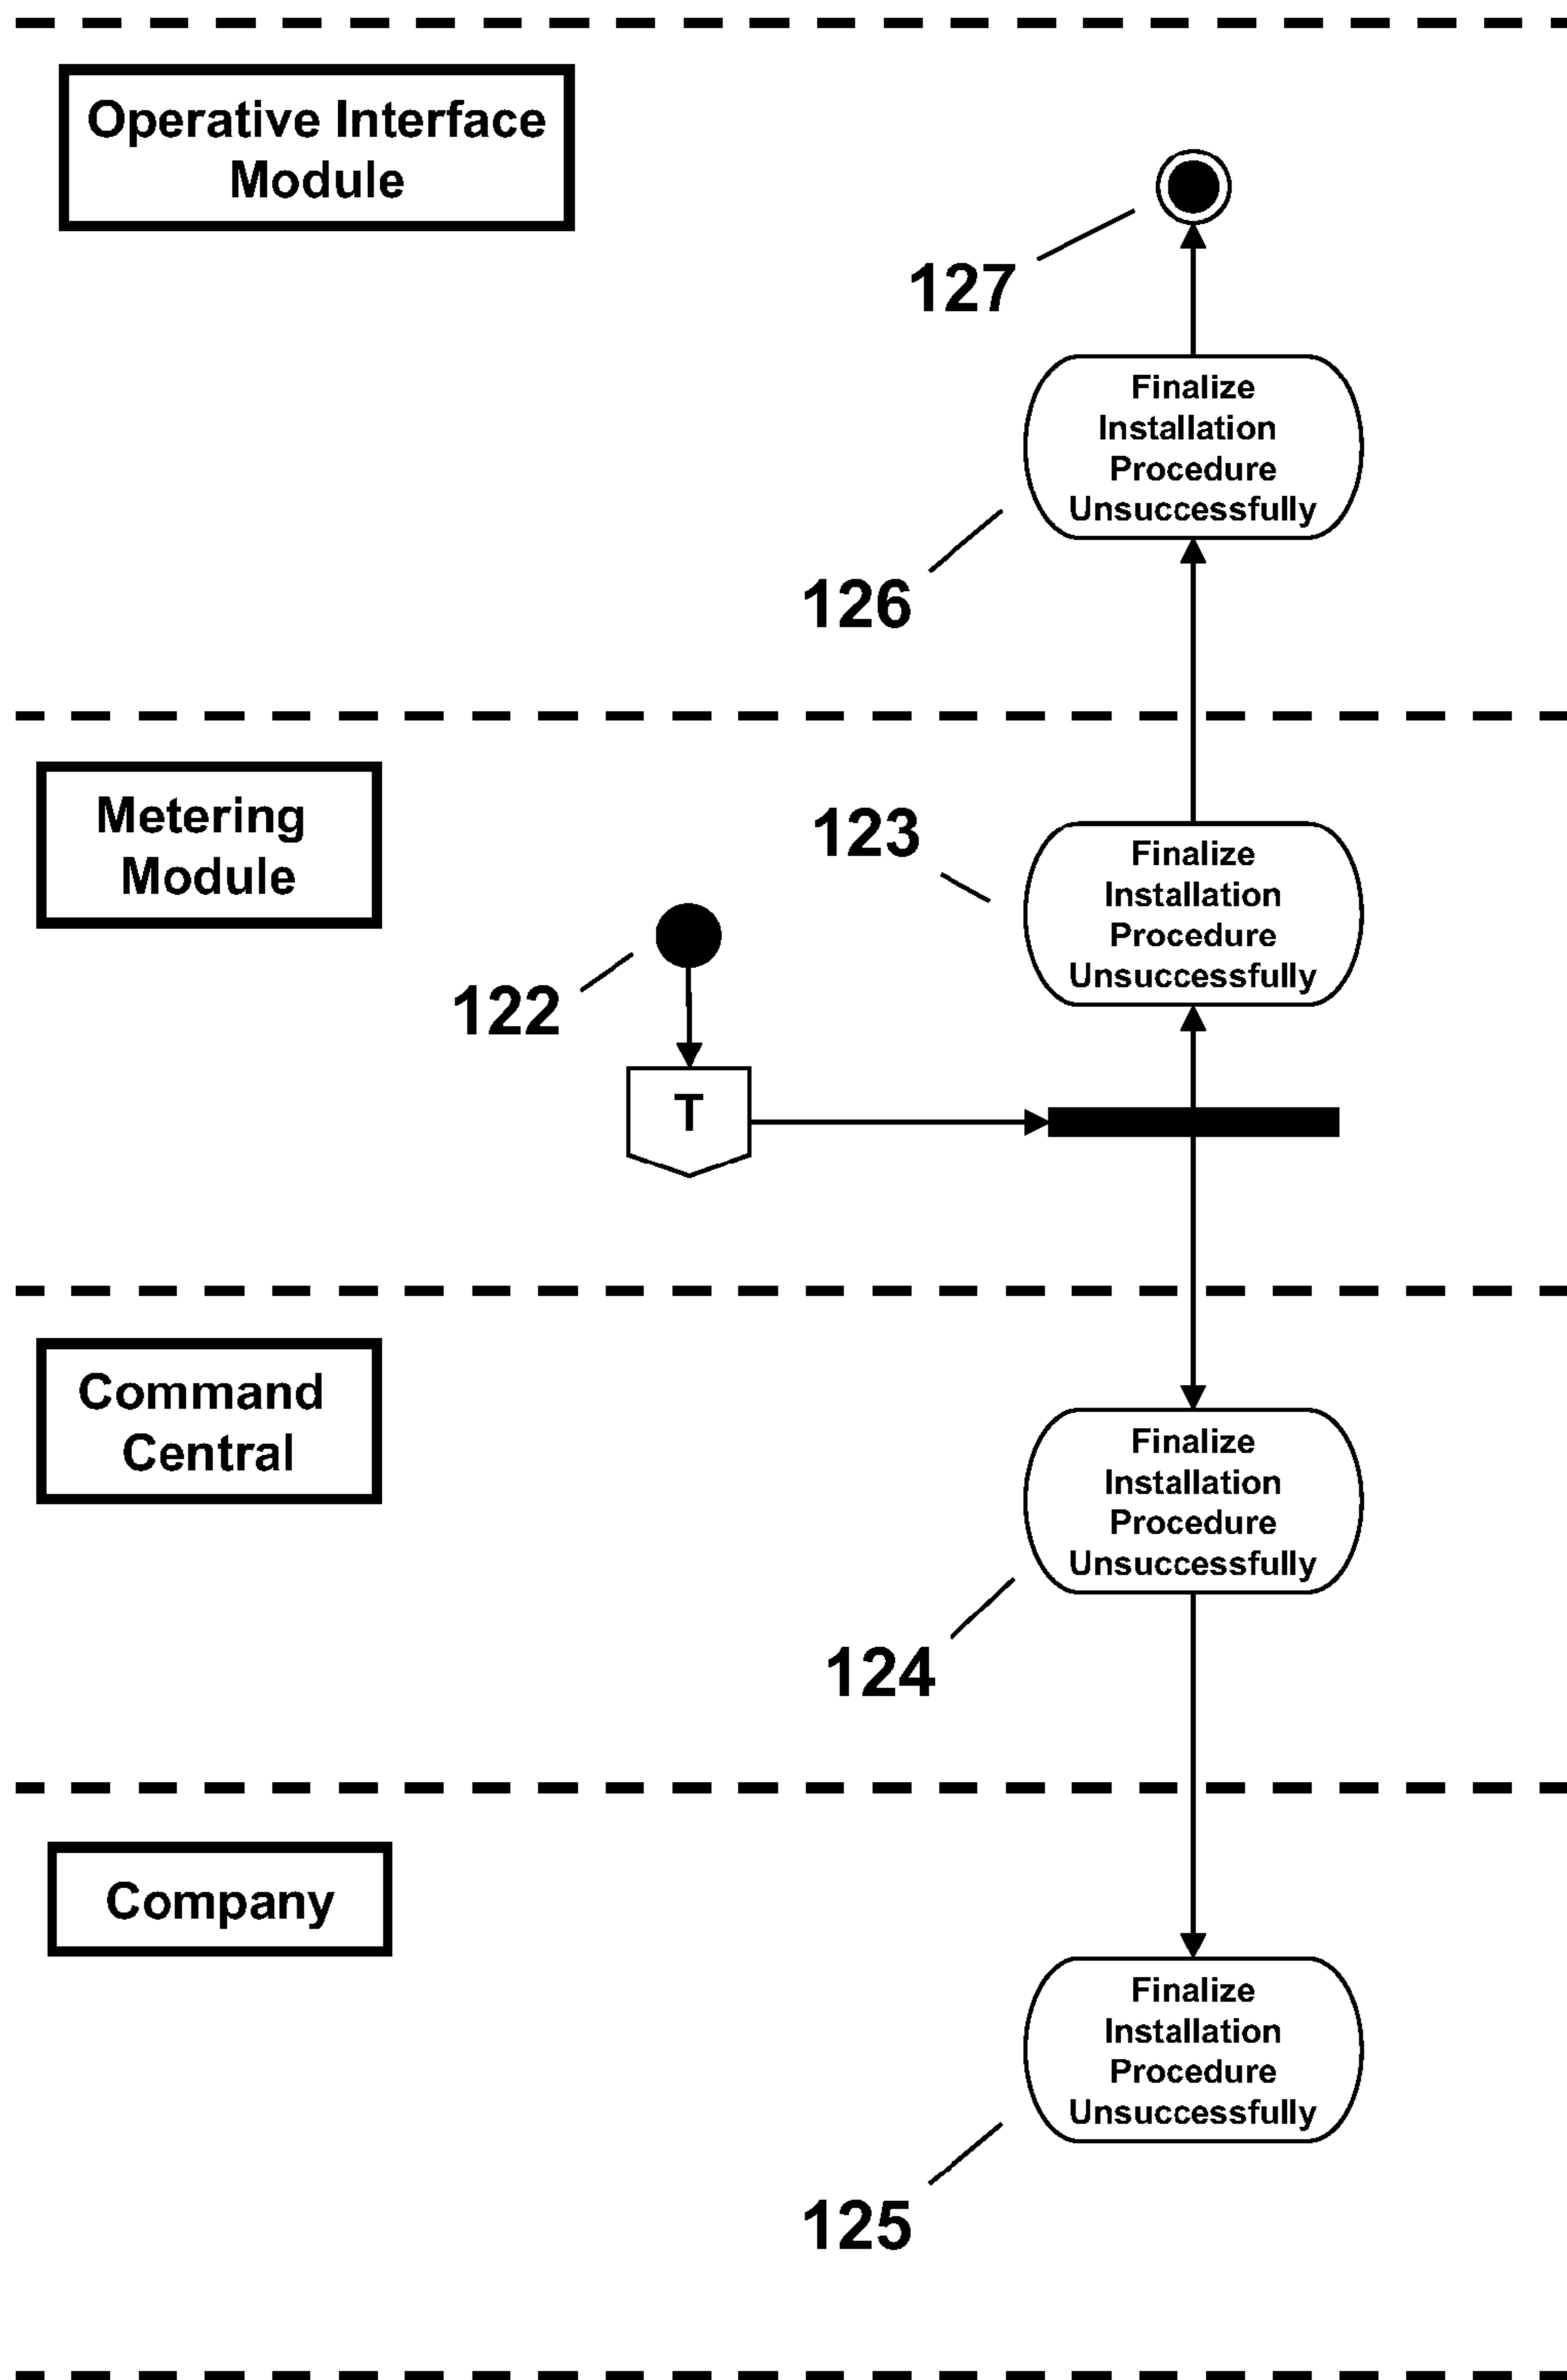 Operative Interface
Module
127
Finalize
Installation
Procedure
Unsuccessfully
126
Metering
Module
123
Finalize
Installation
Procedure
Unsuccessfully
122
T
Command
Central
Finalize
Installation
Procedure
Unsuccessfully
124
Company
Finalize
Installation
Procedure
Unsuccessfully
125